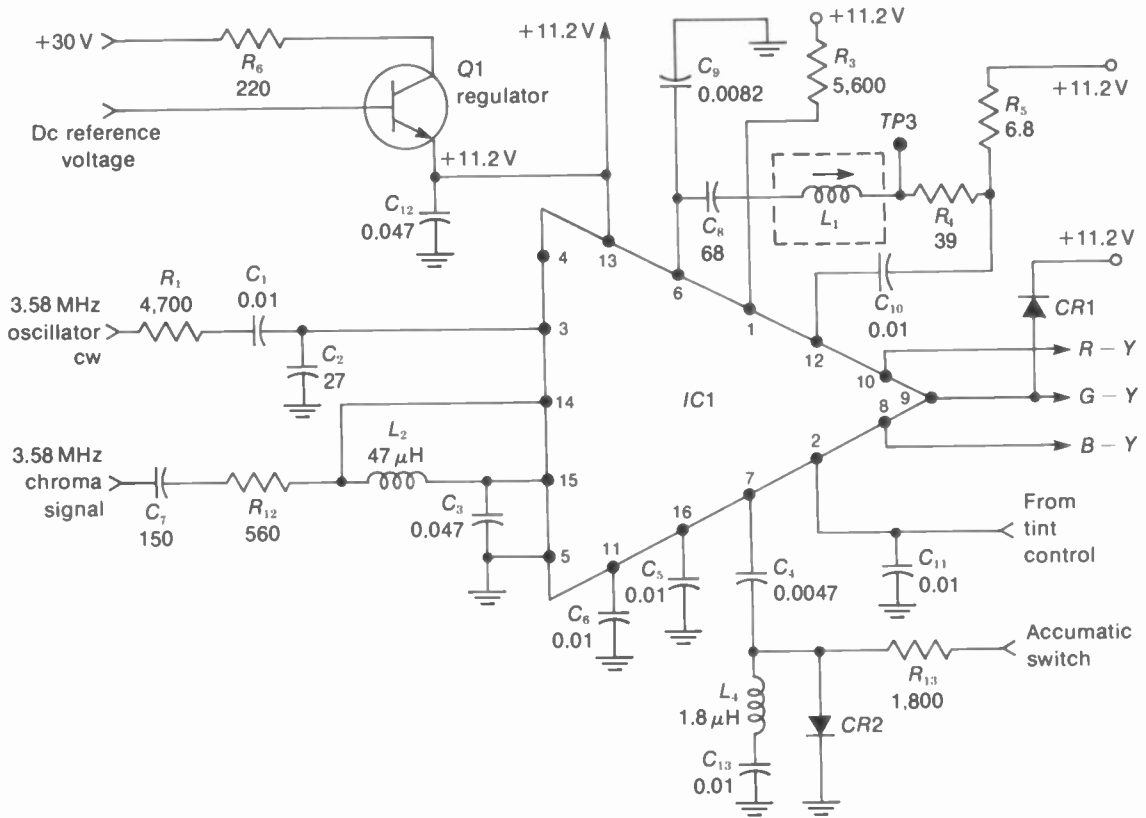 +30 V
R6
220
Q1
regulator
Dc reference
voltage
+11.2 V
+11.2 V
C12
0.047
C9
0.0082
+11.2 V
R3
5,600
+11.2 V
R5
6.8
TP3
L1
R4
39
C8
68
C10
0.01
+11.2 V
CR1
4
13
6
1
12
10
9
8
3.58 MHz
oscillator
cw
R1
4,700
C1
0.01
C2
27
3
14
IC1
R − Y
G − Y
B − Y
3.58 MHz
chroma
signal
C7
150
R12
560
L2
47 μH
C3
0.047
15
5
11
16
7
2
C6
0.01
C5
0.01
C4
0.0047
C11
0.01
From
tint
control
Accumatic
switch
R13
1,800
L4
1.8 μH
CR2
C13
0.01